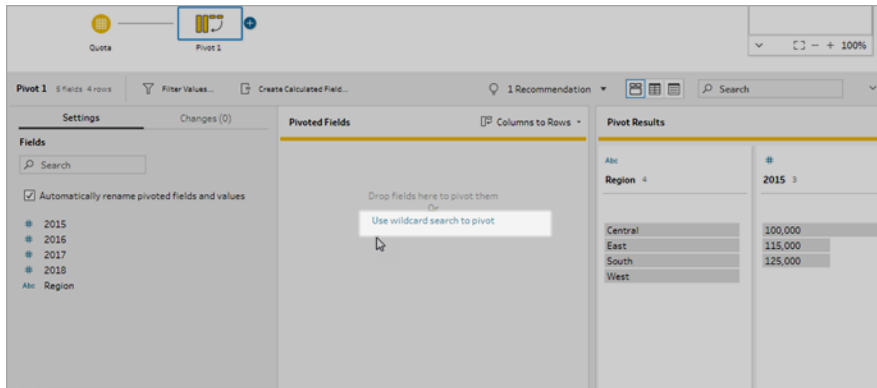 Quota
Pivot 1
100%
Pivot 1 5 fields 4 rows Filter Values... Create Calculated Field... 1 Recommendation Search
Settings Changes (0)
Fields
Search
Automatically rename pivoted fields and values
# 2015
# 2016
# 2017
# 2018
Abc Region
Pivoted Fields Columns to Rows
Drop fields here to pivot them
Or
Use wildcard search to pivot
Pivot Results
Abc
Region 4
Central
East
South
West
#
2015 3
100,000
115,000
125,000